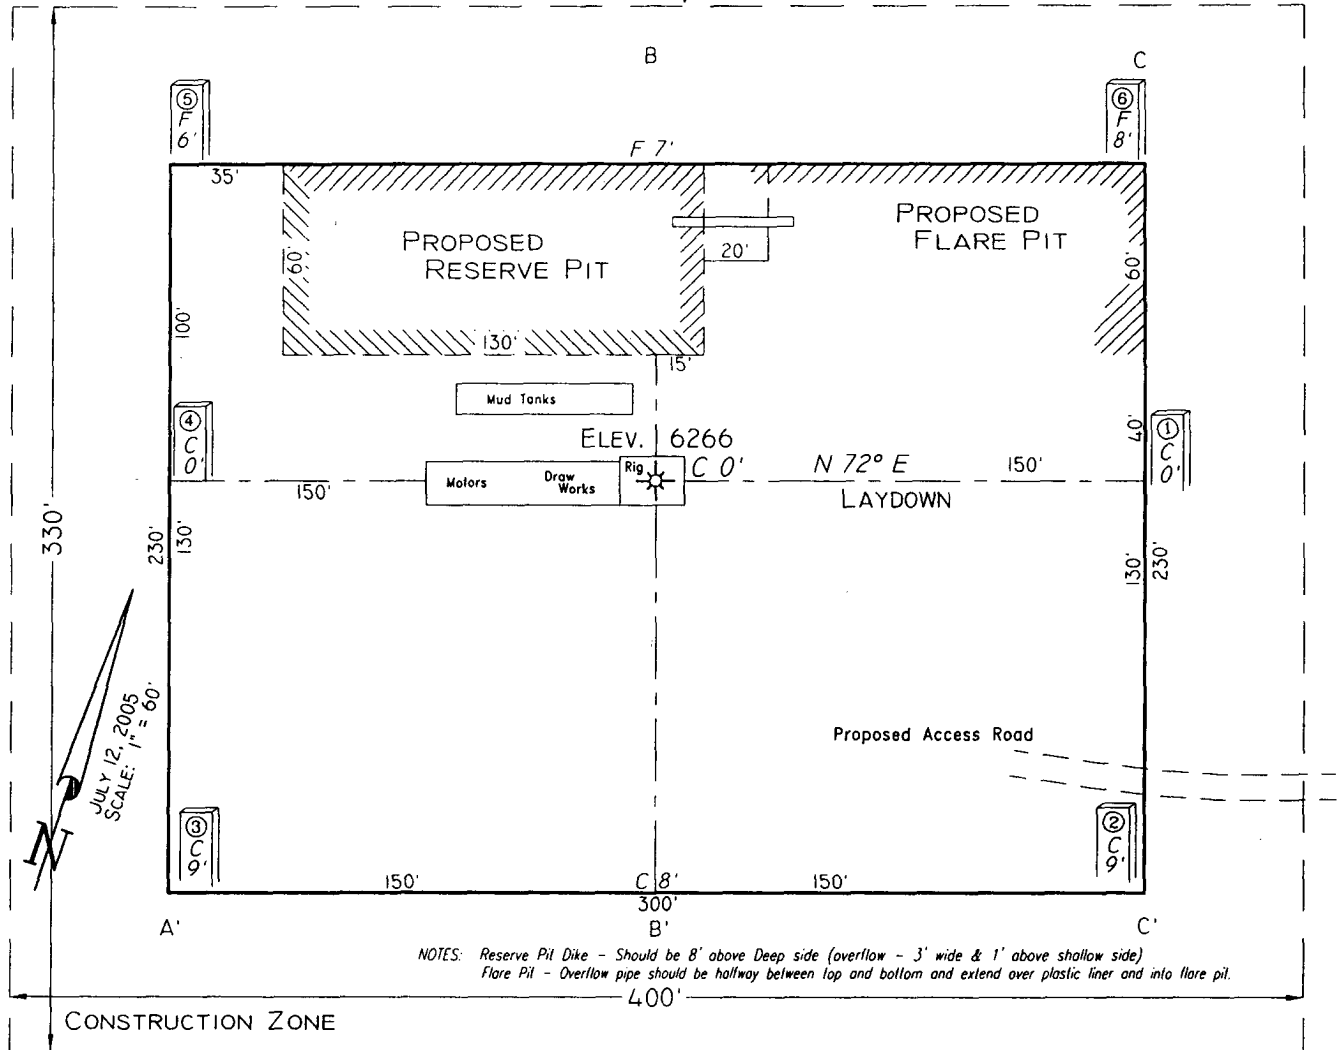 B
C
⑤
F
6'
⑥
F
8'
F 7'
35'
PROPOSED
RESERVE PIT
PROPOSED
FLARE PIT
20'
60'
60'
100'
130'
15'
Mud Tanks
④
C
0'
40'
①
C
0'
ELEV. 6266
Rig
C 0'
N 72° E
150'
Motors
Draw
Works
150'
LAYDOWN
330'
230'
130'
130'
230'
JULY 12, 2005
SCALE: 1" = 60'
N
Proposed Access Road
③
C
9'
②
C
9'
150'
C 8'
150'
300'
A'
B'
C'
NOTES: Reserve Pit Dike - Should be 8' above Deep side (overflow - 3' wide & 1' above shallow side)
Flare Pit - Overflow pipe should be halfway between top and bottom and extend over plastic liner and into flare pit.
400'
CONSTRUCTION ZONE